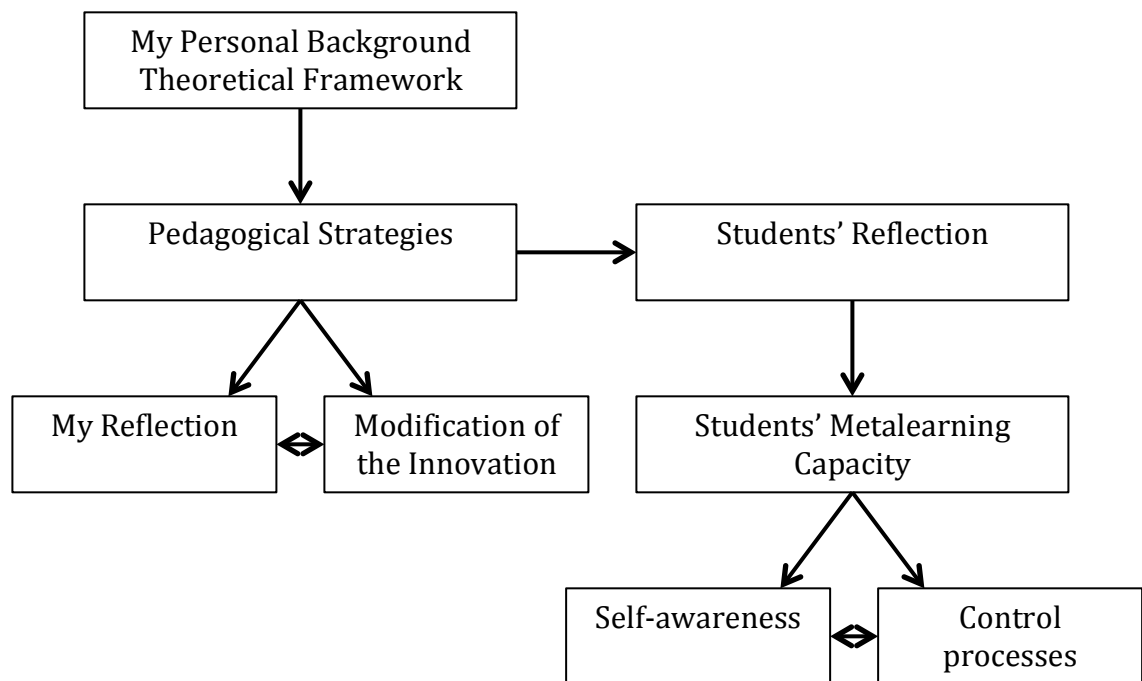 My Personal Background
Theoretical Framework
Pedagogical Strategies
Students’ Reflection
My Reflection
Modification of
the Innovation
Students’ Metalearning
Capacity
Self-awareness
Control
processes